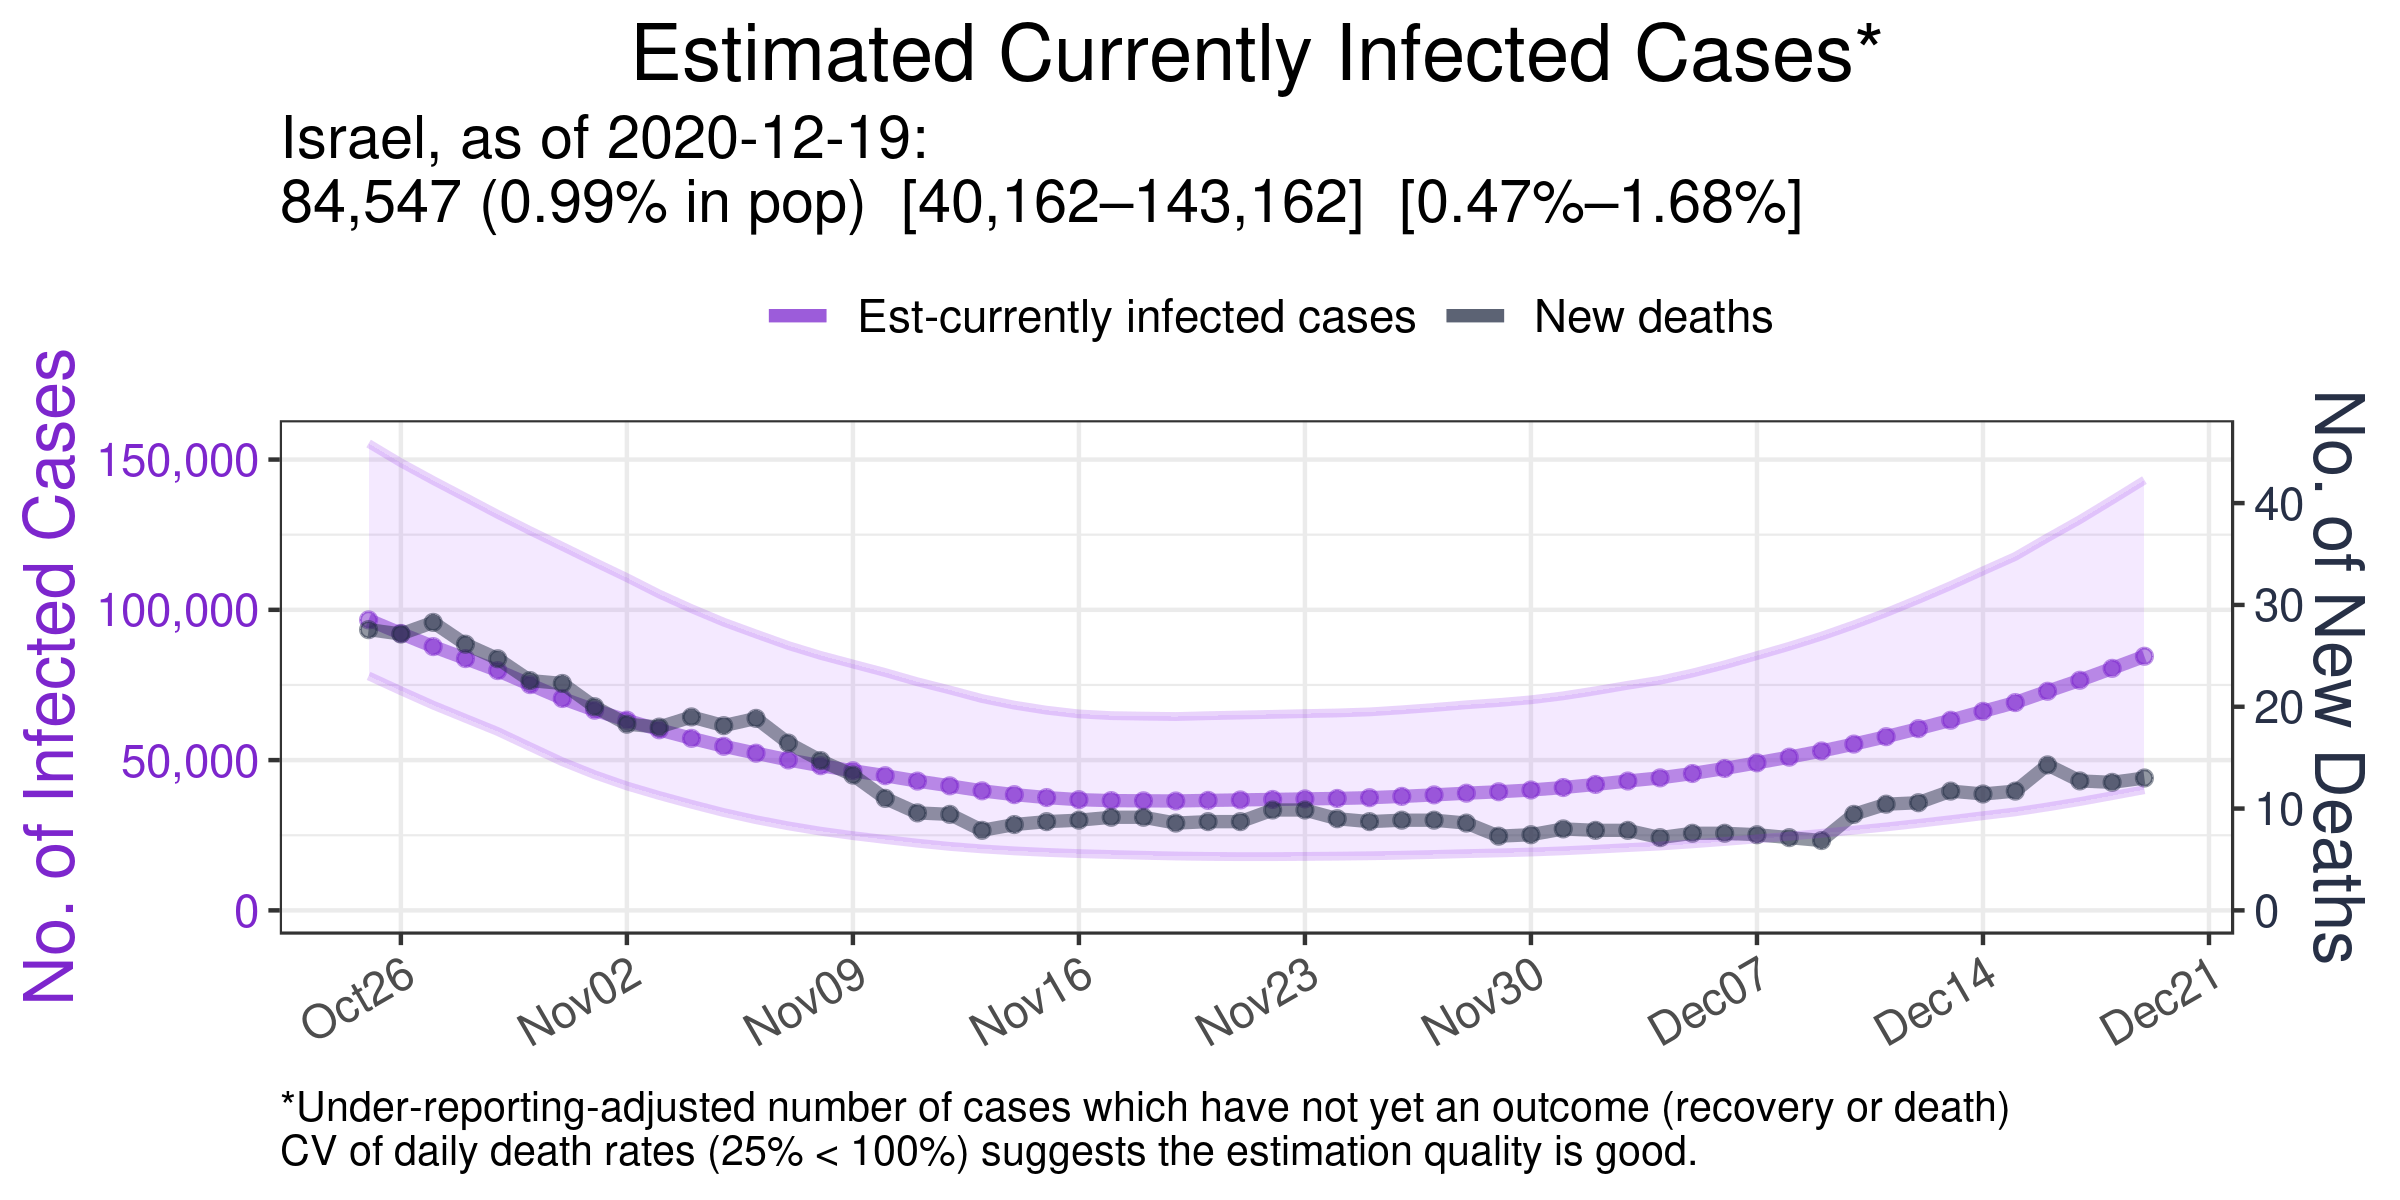 Estimated Currently Infected Cases*
Israel, as of 2020-12-19:
84,547 (0.99% in pop)  [40,162–143,162]  [0.47%–1.68%]
Est-currently infected cases
New deaths
No. of Infected Cases
150,000
100,000
50,000
0
40
30
20
10
0
No. of New Deaths
Oct26
Nov02
Nov09
Nov16
Nov23
Nov30
Dec07
Dec14
Dec21
*Under-reporting-adjusted number of cases which have not yet an outcome (recovery or death)
CV of daily death rates (25% < 100%) suggests the estimation quality is good.